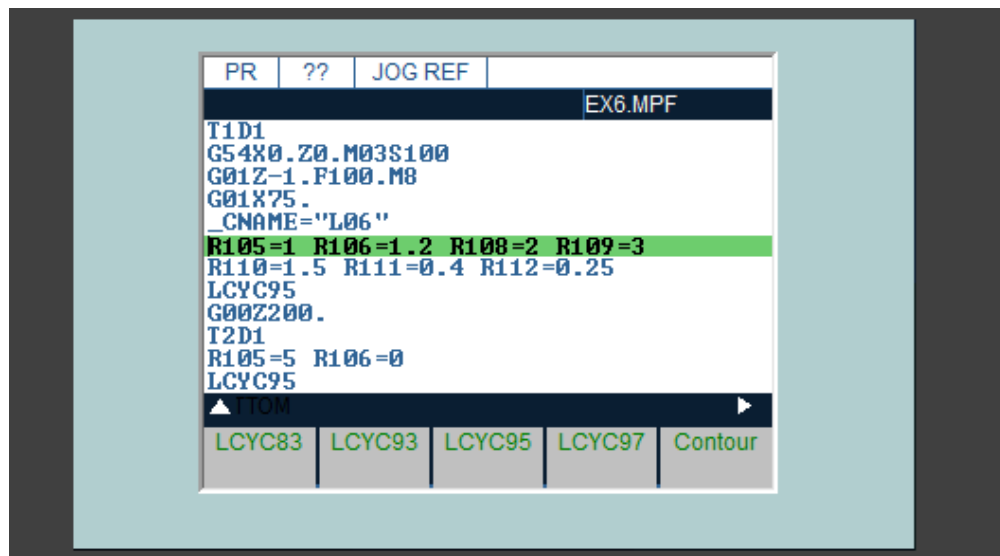 PR ?? JOG REF
EX6.MPF
T1D1
G54X0.Z0.M03S100
G01Z-1.F100.M8
G01X75.
_CNAME="L06"
R105=1 R106=1.2 R108=2 R109=3
R110=1.5 R111=0.4 R112=0.25
LCYC95
G00Z200.
T2D1
R105=5 R106=0
LCYC95
TTOM
LCYC83 LCYC93 LCYC95 LCYC97 Contour